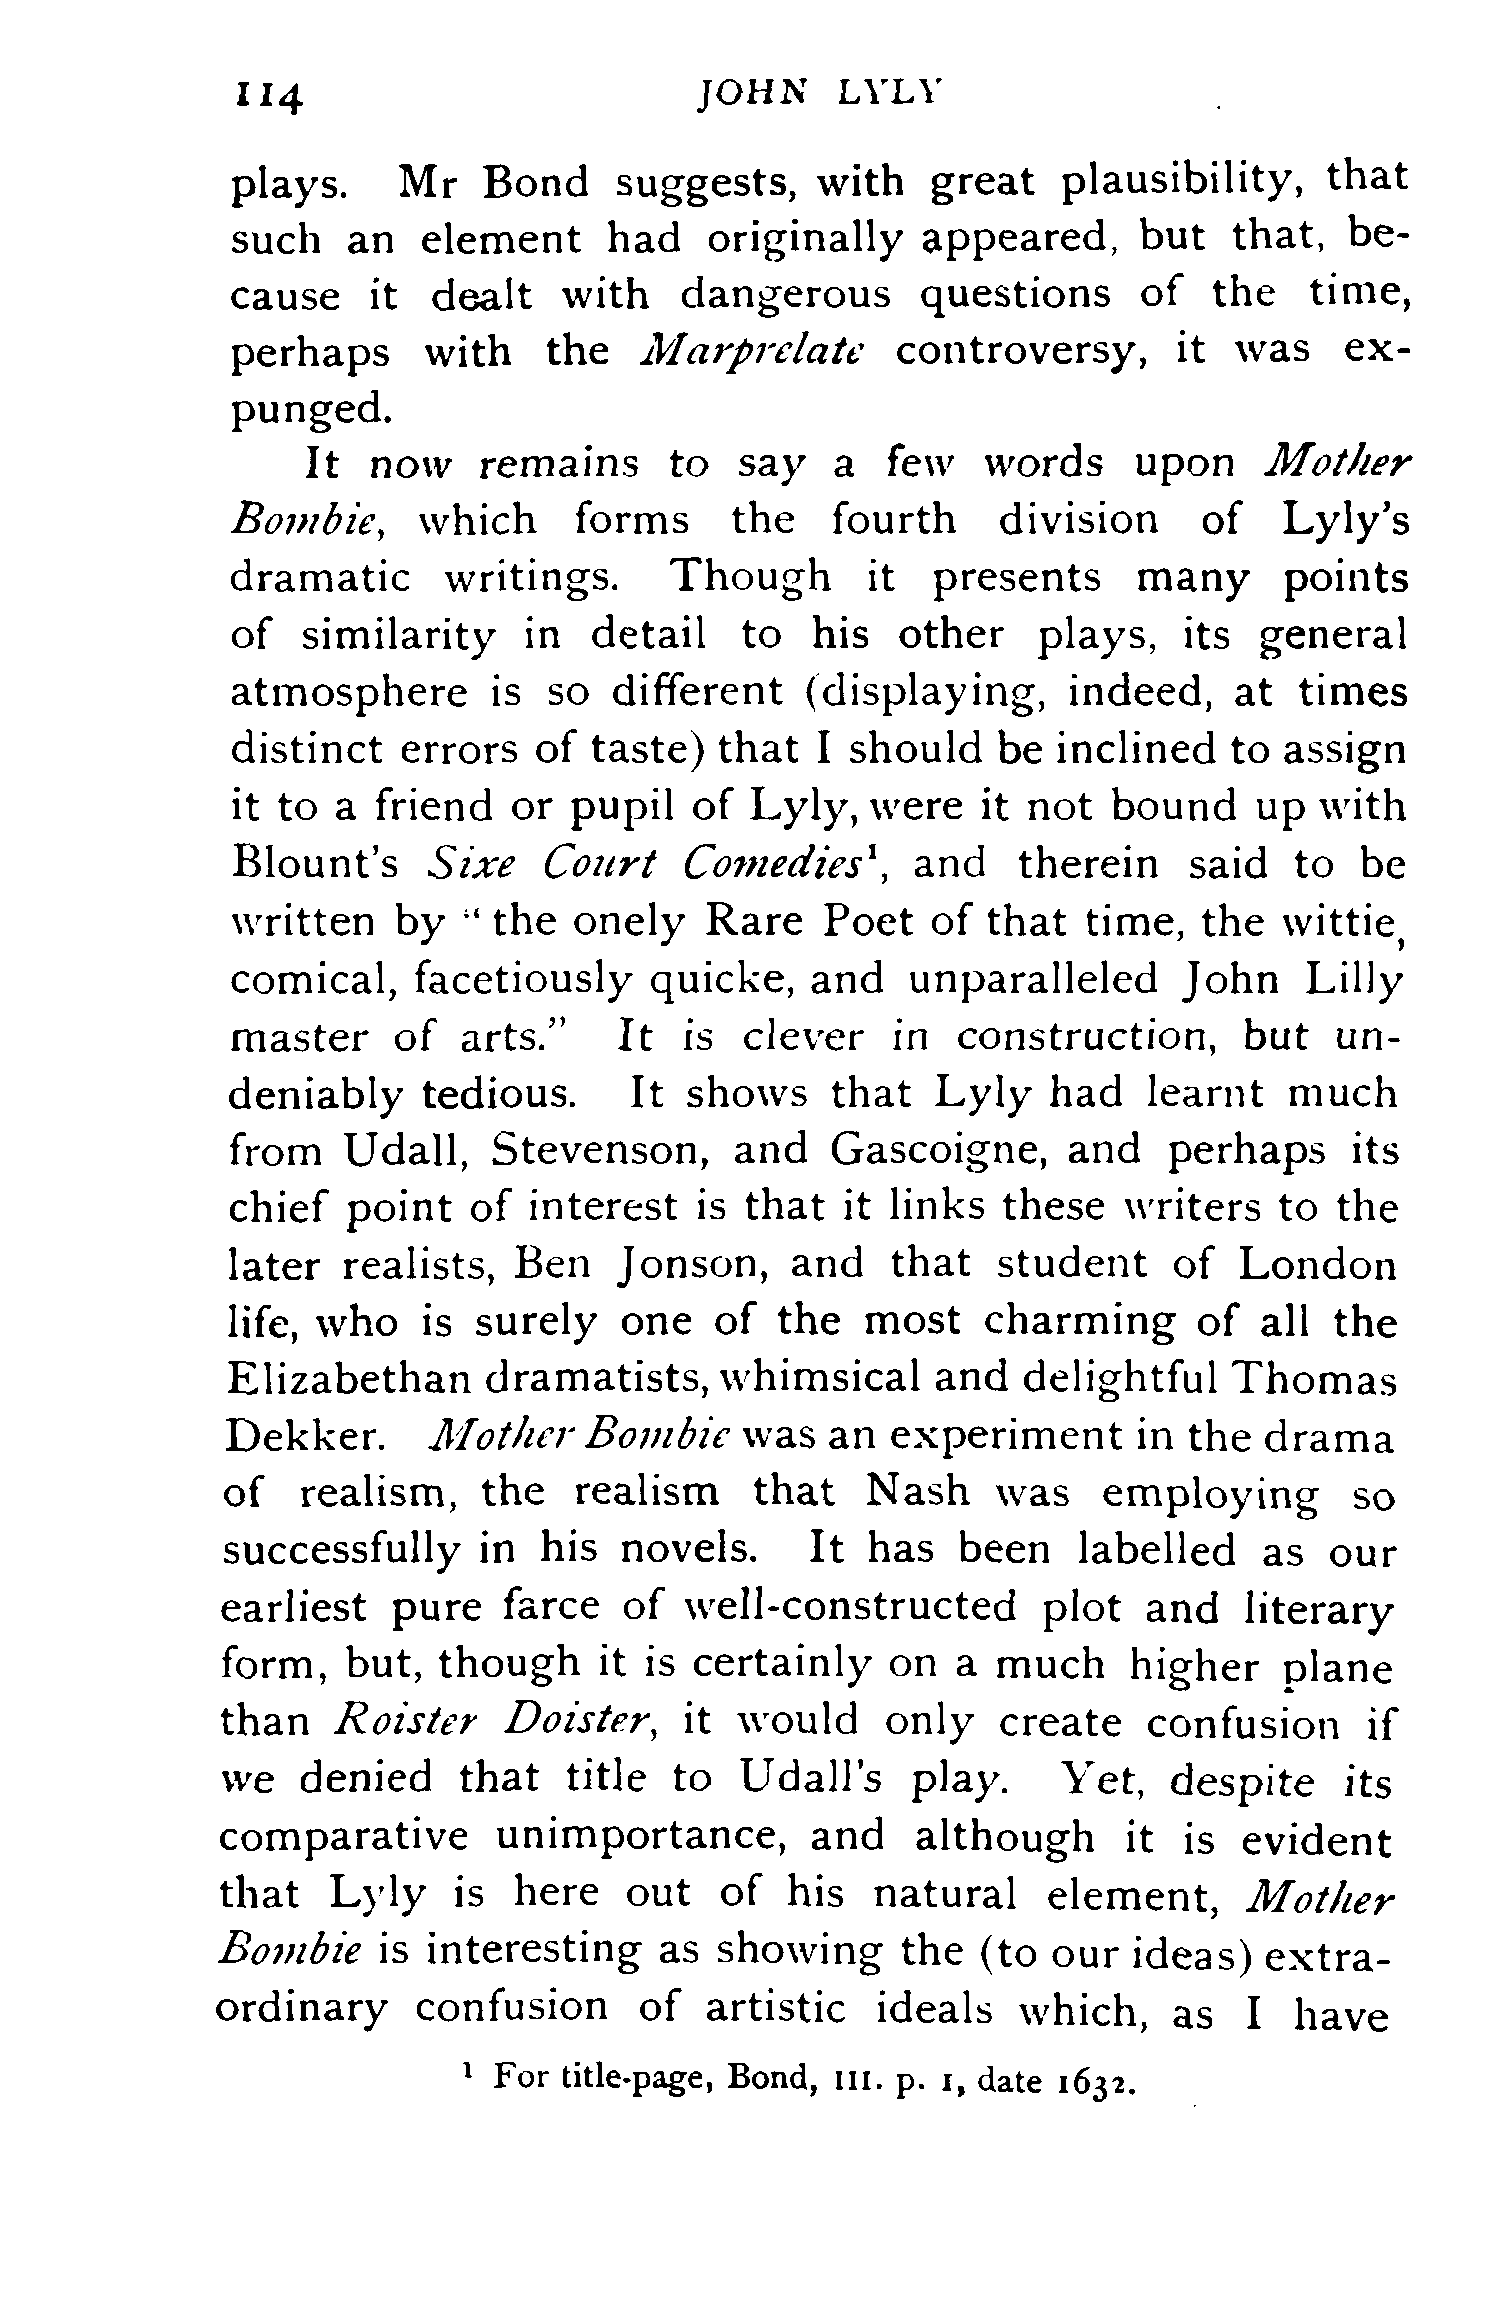 114 JOHN LYLY
plays. Mr Bond suggests, with great plausibility, that
such an element had originally appeared, but that, be-
cause it dealt with dangerous questions of the time,
perhaps with the Marprelate controversy, it was ex-
punged.
It now remains to say a few words upon Mother
Bombie, which forms the fourth division of Lyly's
dramatic writings. Though it presents many points
of similarity in detail to his other plays, its general
atmosphere is so different (displaying, indeed, at times
distinct errors of taste) that I should be inclined to assign
it to a friend or pupil of Lyly, were it not bound up with
Blount's Sixe Court Comedies¹, and therein said to be
written by "the onely Rare Poet of that time, the wittie,
comical, facetiously quicke, and unparalleled John Lilly
master of arts." It is clever in construction, but un-
deniably tedious. It shows that Lyly had learnt much
from Udall, Stevenson, and Gascoigne, and perhaps its
chief point of interest is that it links these writers to the
later realists, Ben Jonson, and that student of London
life, who is surely one of the most charming of all the
Elizabethan dramatists, whimsical and delightful Thomas
Dekker. Mother Bombie was an experiment in the drama
of realism, the realism that Nash was employing so
successfully in his novels. It has been labelled as our
earliest pure farce of well-constructed plot and literary
form, but, though it is certainly on a much higher plane
than Roister Doister, it would only create confusion if
we denied that title to Udall's play. Yet, despite its
comparative unimportance, and although it is evident
that Lyly is here out of his natural element, Mother
Bombie is interesting as showing the (to our ideas) extra-
ordinary confusion of artistic ideals which, as I have
¹ For title-page, Bond, III. p. 1, date 1632.